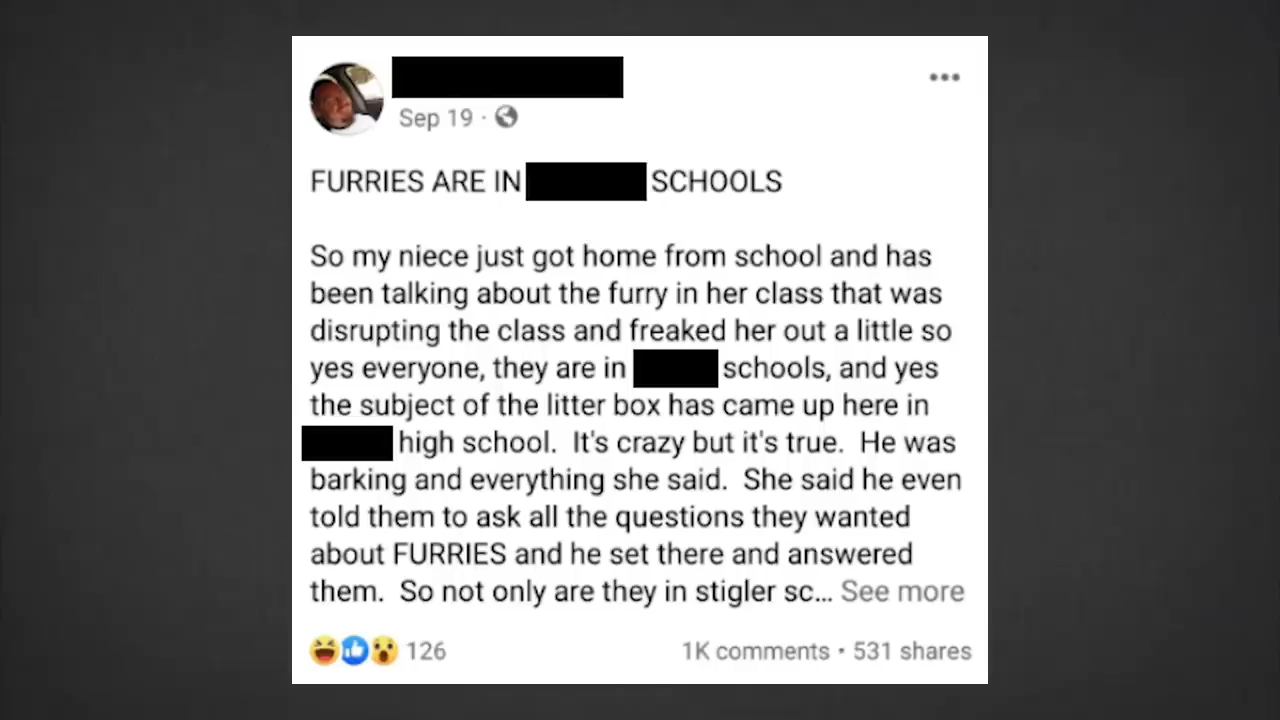 Sep 19 ·
FURRIES ARE IN SCHOOLS
So my niece just got home from school and has
been talking about the furry in her class that was
disrupting the class and freaked her out a little so
yes everyone, they are in schools, and yes
the subject of the litter box has came up here in
high school. It's crazy but it's true. He was
barking and everything she said. She said he even
told them to ask all the questions they wanted
about FURRIES and he set there and answered
them. So not only are they in stigler sc... See more
126
1K comments • 531 shares